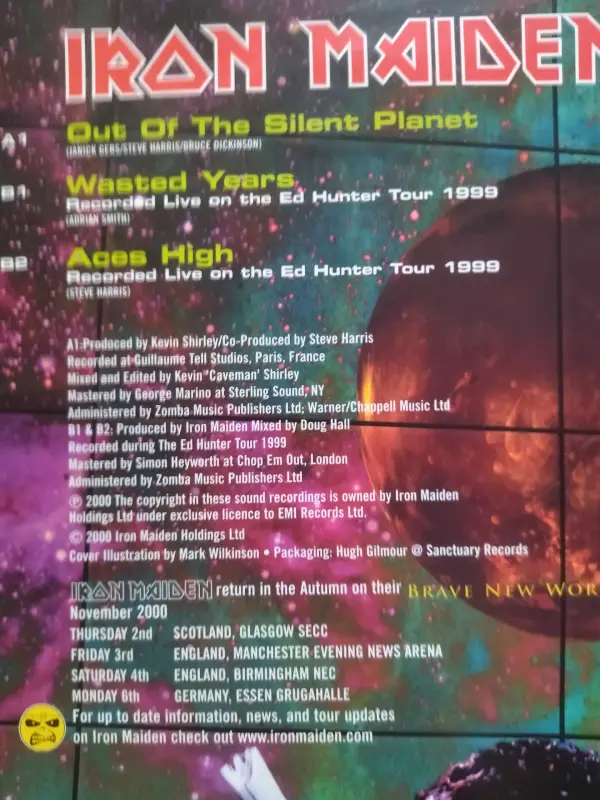 IRON MAIDEN
A1 Out Of The Silent Planet
(JANICK GERS/STEVE HARRIS/BRUCE DICKINSON)
B1 Wasted Years
Recorded Live on the Ed Hunter Tour 1999
(ADRIAN SMITH)
B2 Aces High
Recorded Live on the Ed Hunter Tour 1999
(STEVE HARRIS)
A1:Produced by Kevin Shirley/Co-Produced by Steve Harris
Recorded at Guillaume Tell Studios, Paris, France
Mixed and Edited by Kevin 'Caveman' Shirley
Mastered by George Marino at Sterling Sound, NY
Administered by Zomba Music Publishers Ltd; Warner/Chappell Music Ltd
B1 & B2: Produced by Iron Maiden Mixed by Doug Hall
Recorded during The Ed Hunter Tour 1999
Mastered by Simon Heyworth at Chop Em Out, London
Administered by Zomba Music Publishers Ltd
℗ 2000 The copyright in these sound recordings is owned by Iron Maiden
Holdings Ltd under exclusive licence to EMI Records Ltd.
© 2000 Iron Maiden Holdings Ltd
Cover Illustration by Mark Wilkinson • Packaging: Hugh Gilmour @ Sanctuary Records
IRON MAIDEN return in the Autumn on their BRAVE NEW WOR
November 2000
THURSDAY 2nd SCOTLAND, GLASGOW SECC
FRIDAY 3rd ENGLAND, MANCHESTER EVENING NEWS ARENA
SATURDAY 4th ENGLAND, BIRMINGHAM NEC
MONDAY 6th GERMANY, ESSEN GRUGAHALLE
For up to date information, news, and tour updates
on Iron Maiden check out www.ironmaiden.com